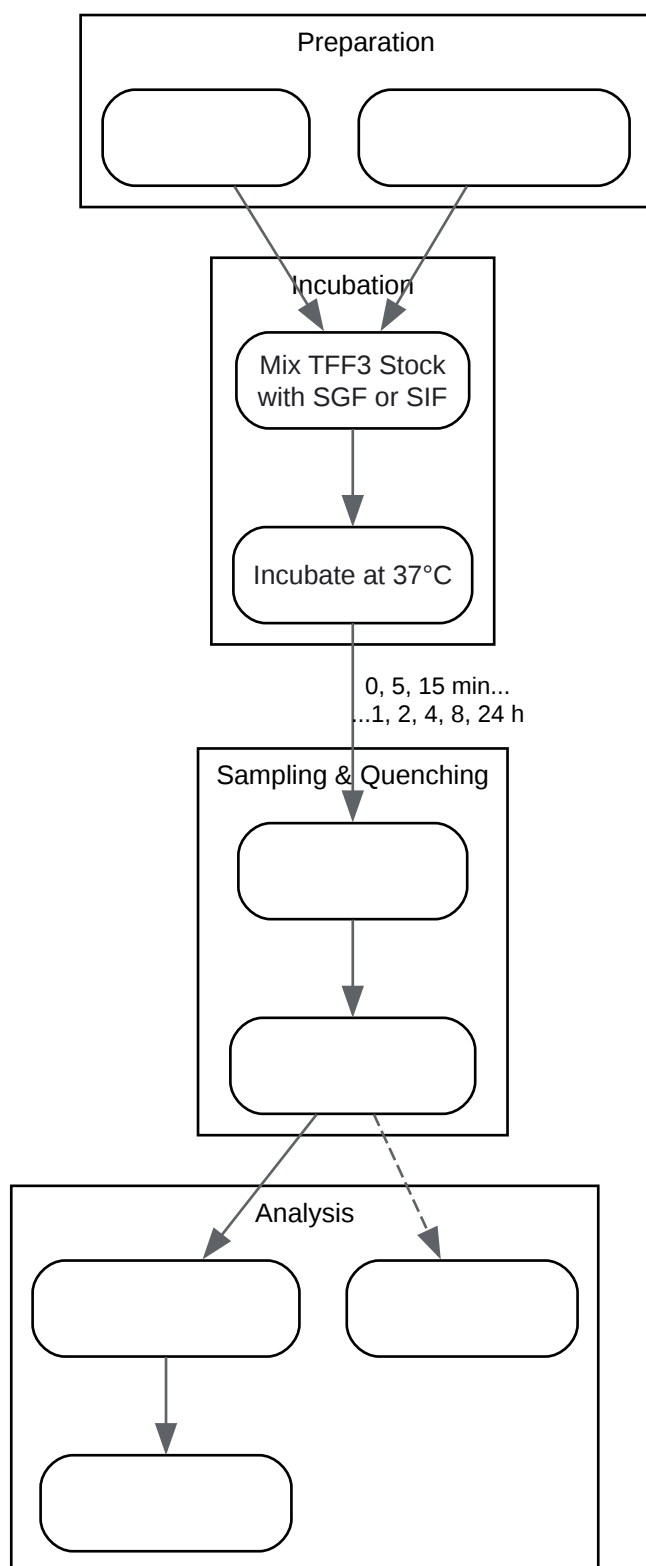 Preparation
Incubation
Mix TFF3 Stock
with SGF or SIF
Incubate at 37°C
0, 5, 15 min...
...1, 2, 4, 8, 24 h
Sampling & Quenching
Analysis